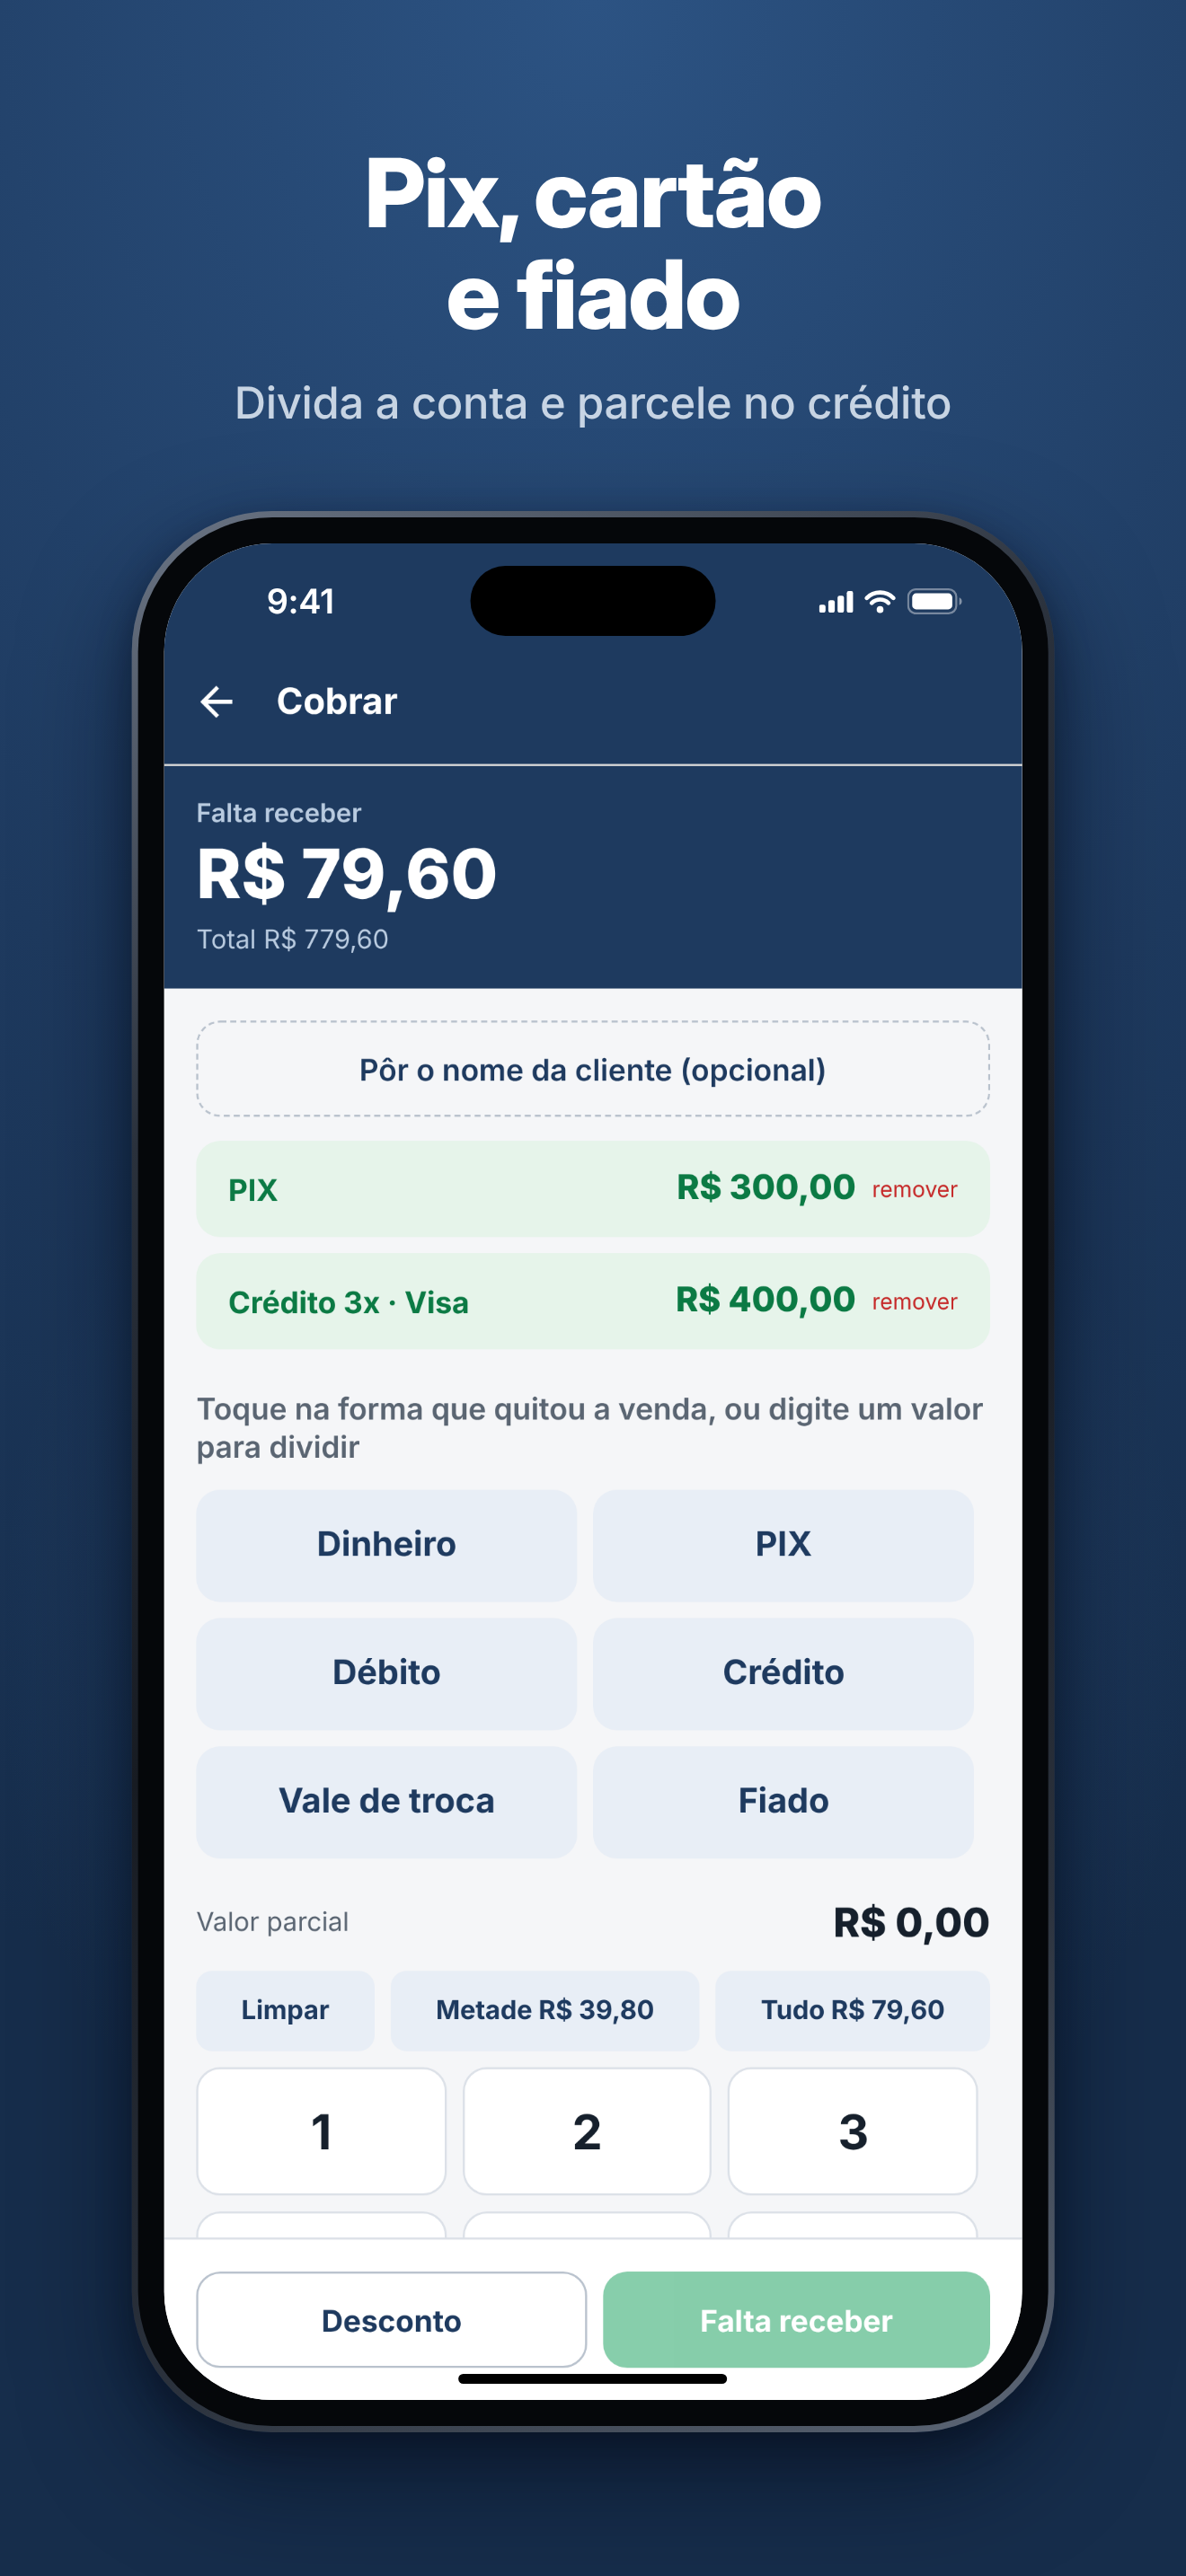 Pix, cartão
e fiado
Divida a conta e parcele no crédito
9:41
Cobrar
Falta receber
R$ 79,60
Total R$ 779,60
Pôr o nome da cliente (opcional)
PIX R$ 300,00 remover
Crédito 3x · Visa R$ 400,00 remover
Toque na forma que quitou a venda, ou digite um valor
para dividir
Dinheiro PIX
Débito Crédito
Vale de troca Fiado
Valor parcial R$ 0,00
Limpar Metade R$ 39,80 Tudo R$ 79,60
1 2 3
Desconto Falta receber